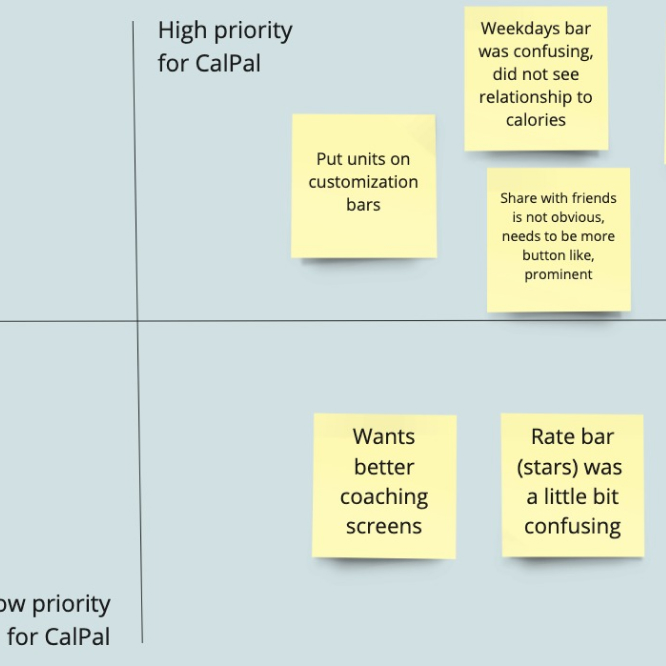 High priority
for CalPal
Weekdays bar
was confusing,
did not see
relationship to
calories
Put units on
customization
bars
Share with friends
is not obvious,
needs to be more
button like,
prominent
Wants
better
coaching
screens
Rate bar
(stars) was
a little bit
confusing
priority
for CalPal